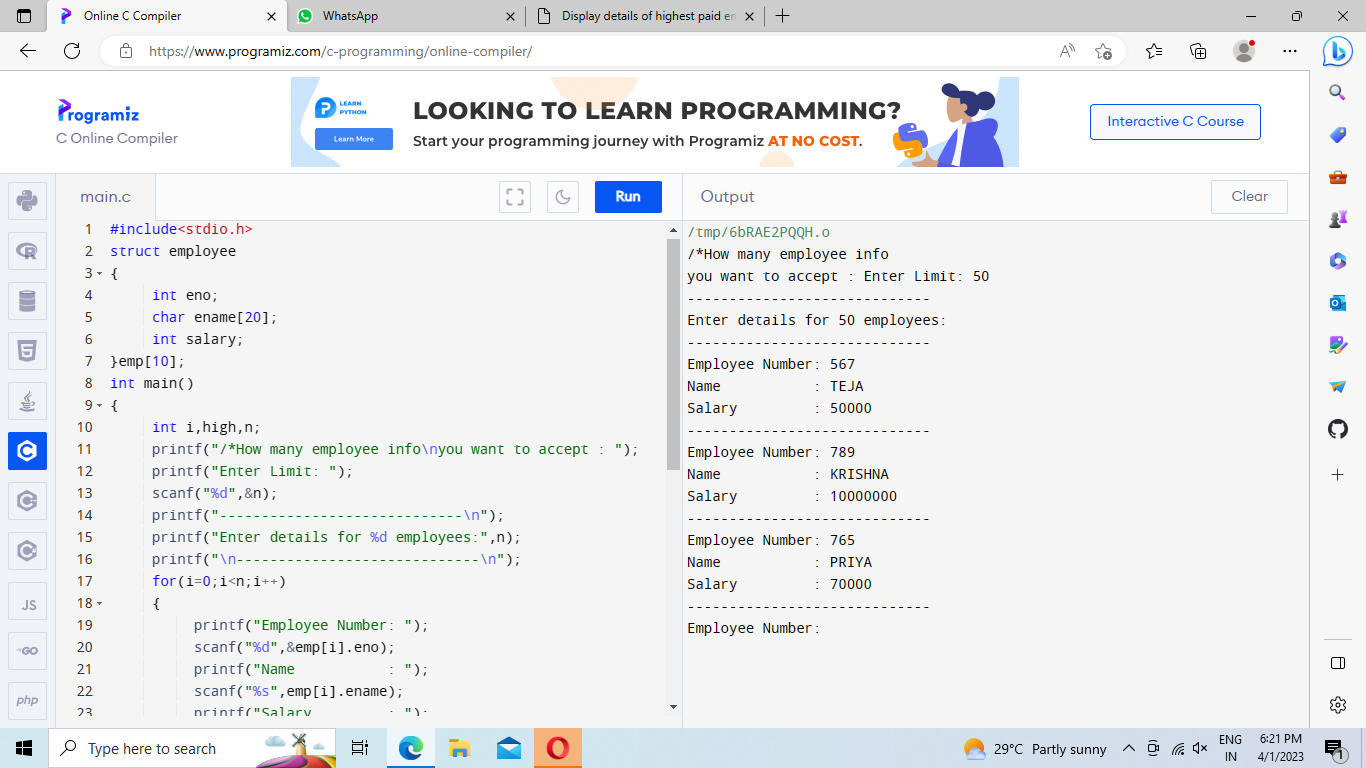 Online C Compiler
WhatsApp
Display details of highest paid em
https://www.programiz.com/c-programming/online-compiler/
Programiz
C Online Compiler
LEARN
PYTHON
Learn More
LOOKING TO LEARN PROGRAMMING?
Start your programming journey with Programiz AT NO COST.
Interactive C Course
main.c
Run
Output
Clear
1 #include<stdio.h>
2 struct employee
3 {
4 int eno;
5 char ename[20];
6 int salary;
7 }emp[10];
8 int main()
9 {
10 int i,high,n;
11 printf("/*How many employee info\nyou want to accept : ");
12 printf("Enter Limit: ");
13 scanf("%d",&n);
14 printf("-----------------------------\n");
15 printf("Enter details for %d employees:",n);
16 printf("\n-----------------------------\n");
17 for(i=0;i<n;i++)
18 {
19 printf("Employee Number: ");
20 scanf("%d",&emp[i].eno);
21 printf("Name           : ");
22 scanf("%s",emp[i].ename);
23 printf("Salary         : ");
/tmp/6bRAE2PQQH.o
/*How many employee info
you want to accept : Enter Limit: 50
-----------------------------
Enter details for 50 employees:
-----------------------------
Employee Number: 567
Name           : TEJA
Salary         : 50000
-----------------------------
Employee Number: 789
Name           : KRISHNA
Salary         : 10000000
-----------------------------
Employee Number: 765
Name           : PRIYA
Salary         : 70000
-----------------------------
Employee Number:
JS
GO
php
Type here to search
29°C Partly sunny
ENG
IN
6:21 PM
4/1/2023
1